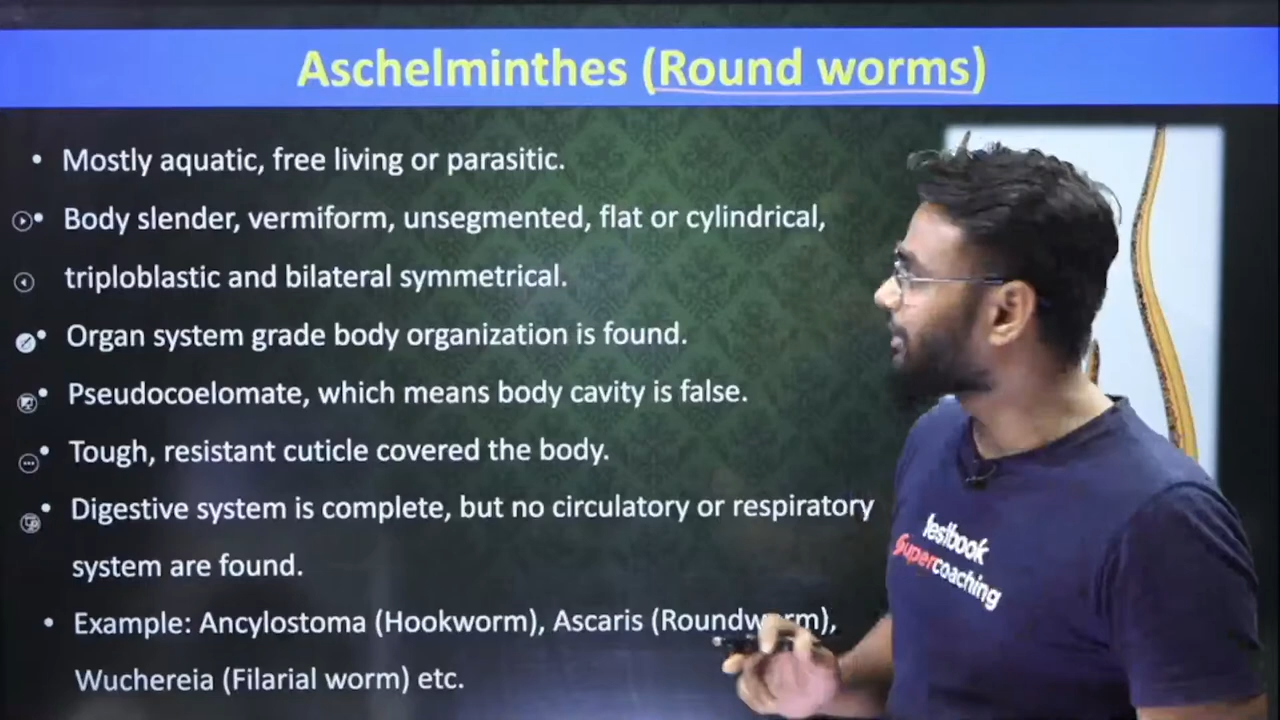 Aschelminthes (Round worms)
• Mostly aquatic, free living or parasitic.
• Body slender, vermiform, unsegmented, flat or cylindrical,
triploblastic and bilateral symmetrical.
• Organ system grade body organization is found.
• Pseudocoelomate, which means body cavity is false.
• Tough, resistant cuticle covered the body.
• Digestive system is complete, but no circulatory or respiratory
system are found.
• Example: Ancylostoma (Hookworm), Ascaris (Roundworm),
Wuchereia (Filarial worm) etc.
testbook
Supercoaching